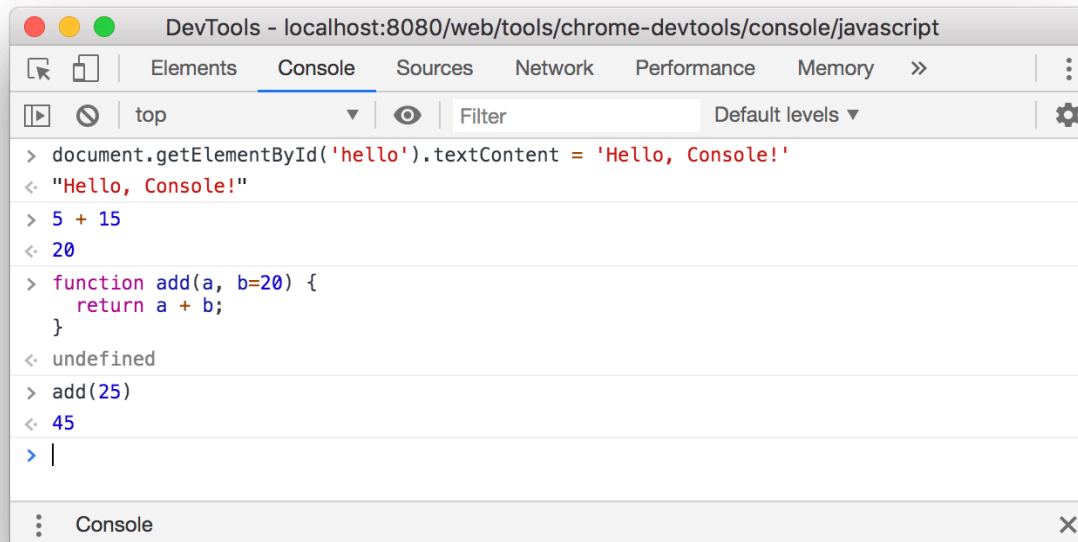 DevTools - localhost:8080/web/tools/chrome-devtools/console/javascript
Elements Console Sources Network Performance Memory »
top ▼ Filter Default levels ▼
> document.getElementById('hello').textContent = 'Hello, Console!'
"Hello, Console!"
> 5 + 15
20
> function add(a, b=20) {
return a + b;
}
undefined
> add(25)
45
>
Console